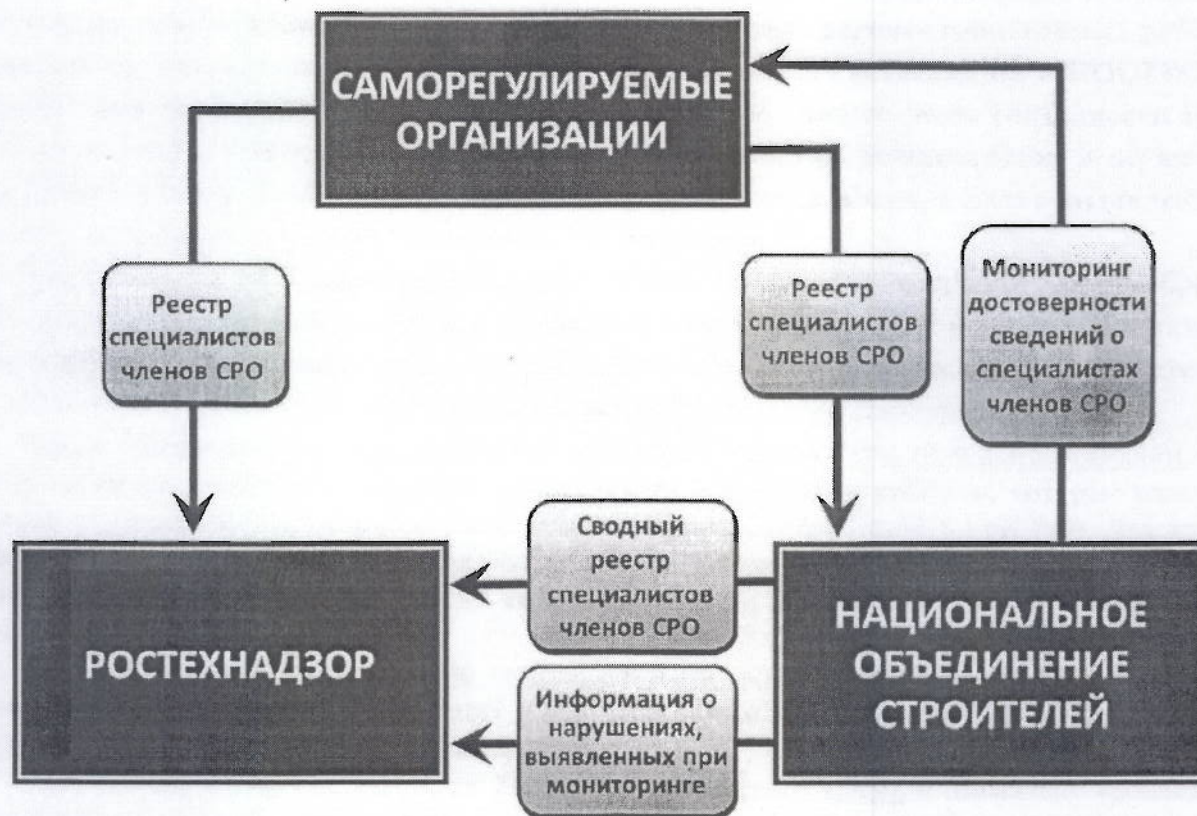 САМОРЕГУЛИРУЕМЫЕ
ОРГАНИЗАЦИИ
Реестр
специалистов
членов СРО
Реестр
специалистов
членов СРО
Мониторинг
достоверности
сведений о
специалистах
членов СРО
Сводный
реестр
специалистов
членов СРО
РОСТЕХНАДЗОР
Информация о
нарушениях,
выявленных при
мониторинге
НАЦИОНАЛЬНОЕ
ОБЪЕДИНЕНИЕ
СТРОИТЕЛЕЙ